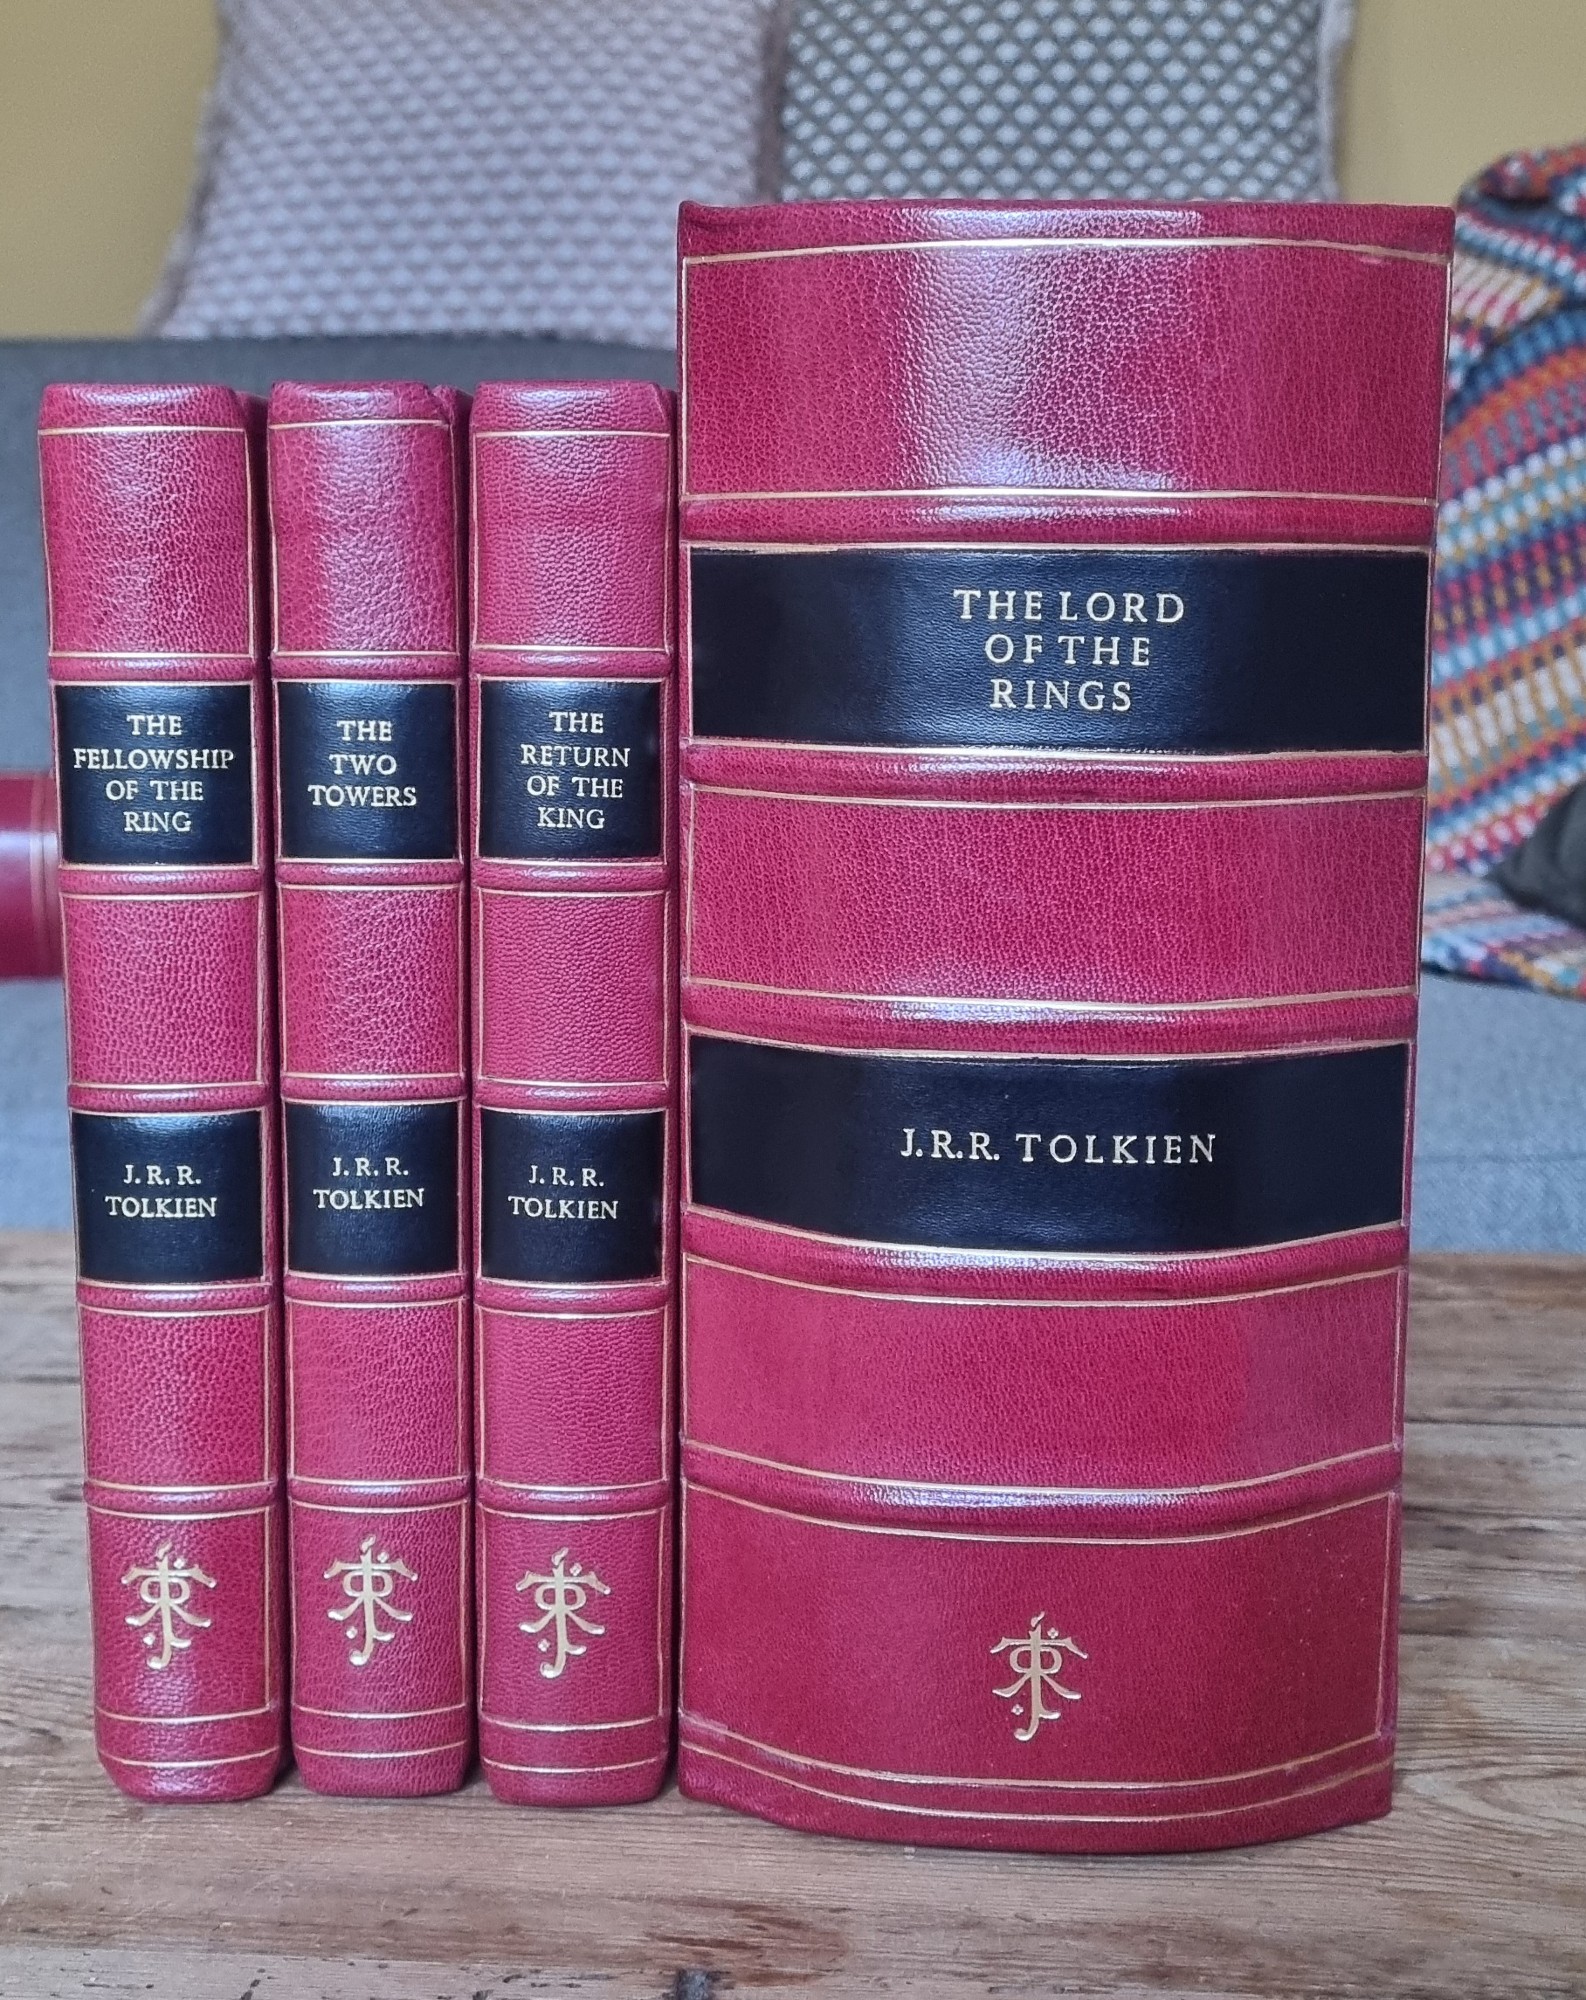 THE
FELLOWSHIP
OF THE
RING
J. R. R.
TOLKIEN
THE
TWO
TOWERS
J. R. R.
TOLKIEN
THE
RETURN
OF THE
KING
J. R. R.
TOLKIEN
THE LORD
OF THE
RINGS
J.R.R. TOLKIEN